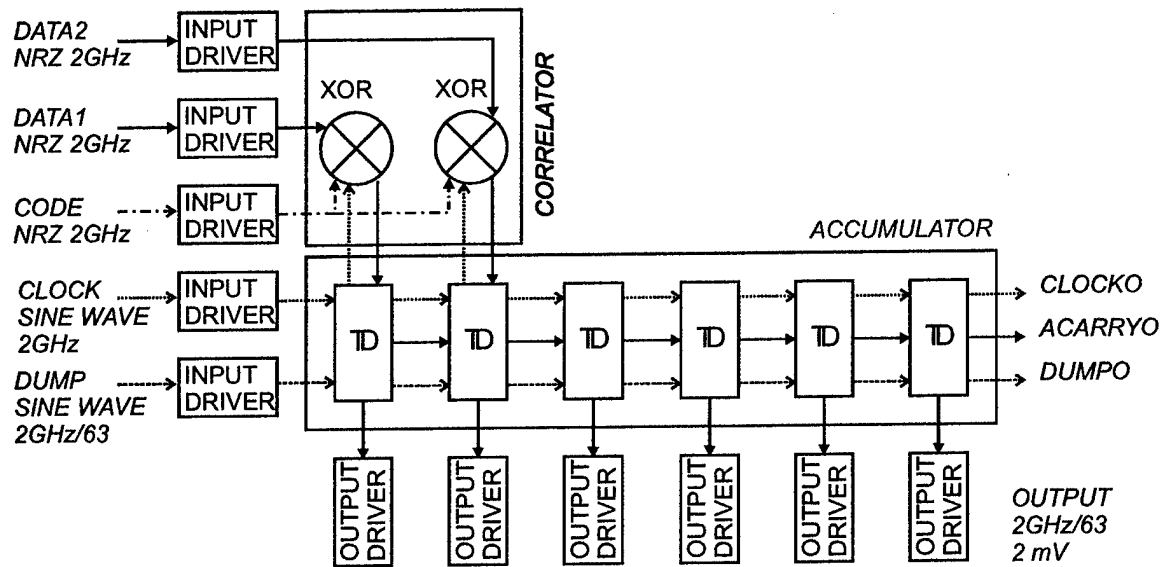 DATA2
NRZ 2GHz
INPUT
DRIVER
DATA1
NRZ 2GHz
INPUT
DRIVER
CODE
NRZ 2GHz
INPUT
DRIVER
CLOCK
SINE WAVE
2GHz
INPUT
DRIVER
DUMP
SINE WAVE
2GHz/63
INPUT
DRIVER
XOR
XOR
CORRELATOR
ACCUMULATOR
TD
TD
TD
TD
TD
TD
CLOCKO
ACARRYO
DUMPO
OUTPUT
DRIVER
OUTPUT
DRIVER
OUTPUT
DRIVER
OUTPUT
DRIVER
OUTPUT
DRIVER
OUTPUT
DRIVER
OUTPUT
2GHz/63
2 mV